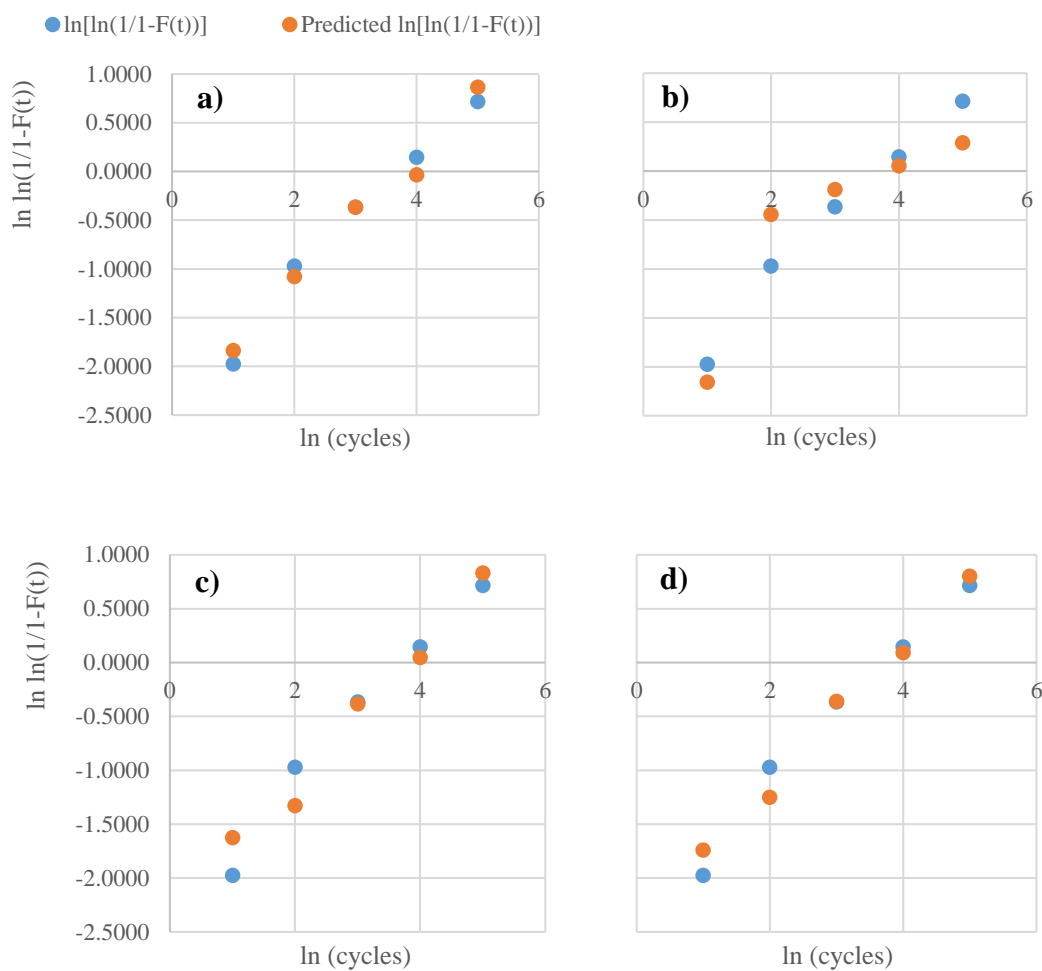 ln[ln(1/1-F(t))] Predicted ln[ln(1/1-F(t))]
a)
b)
ln ln(1/1-F(t))
1.0000
0.5000
0.0000
-0.5000
-1.0000
-1.5000
-2.0000
-2.5000
0 2 4 6
0 2 4 6
ln (cycles)
ln (cycles)
c)
d)
ln ln(1/1-F(t))
1.0000
0.5000
0.0000
-0.5000
-1.0000
-1.5000
-2.0000
-2.5000
0 2 4 6
0 2 4 6
ln (cycles)
ln (cycles)